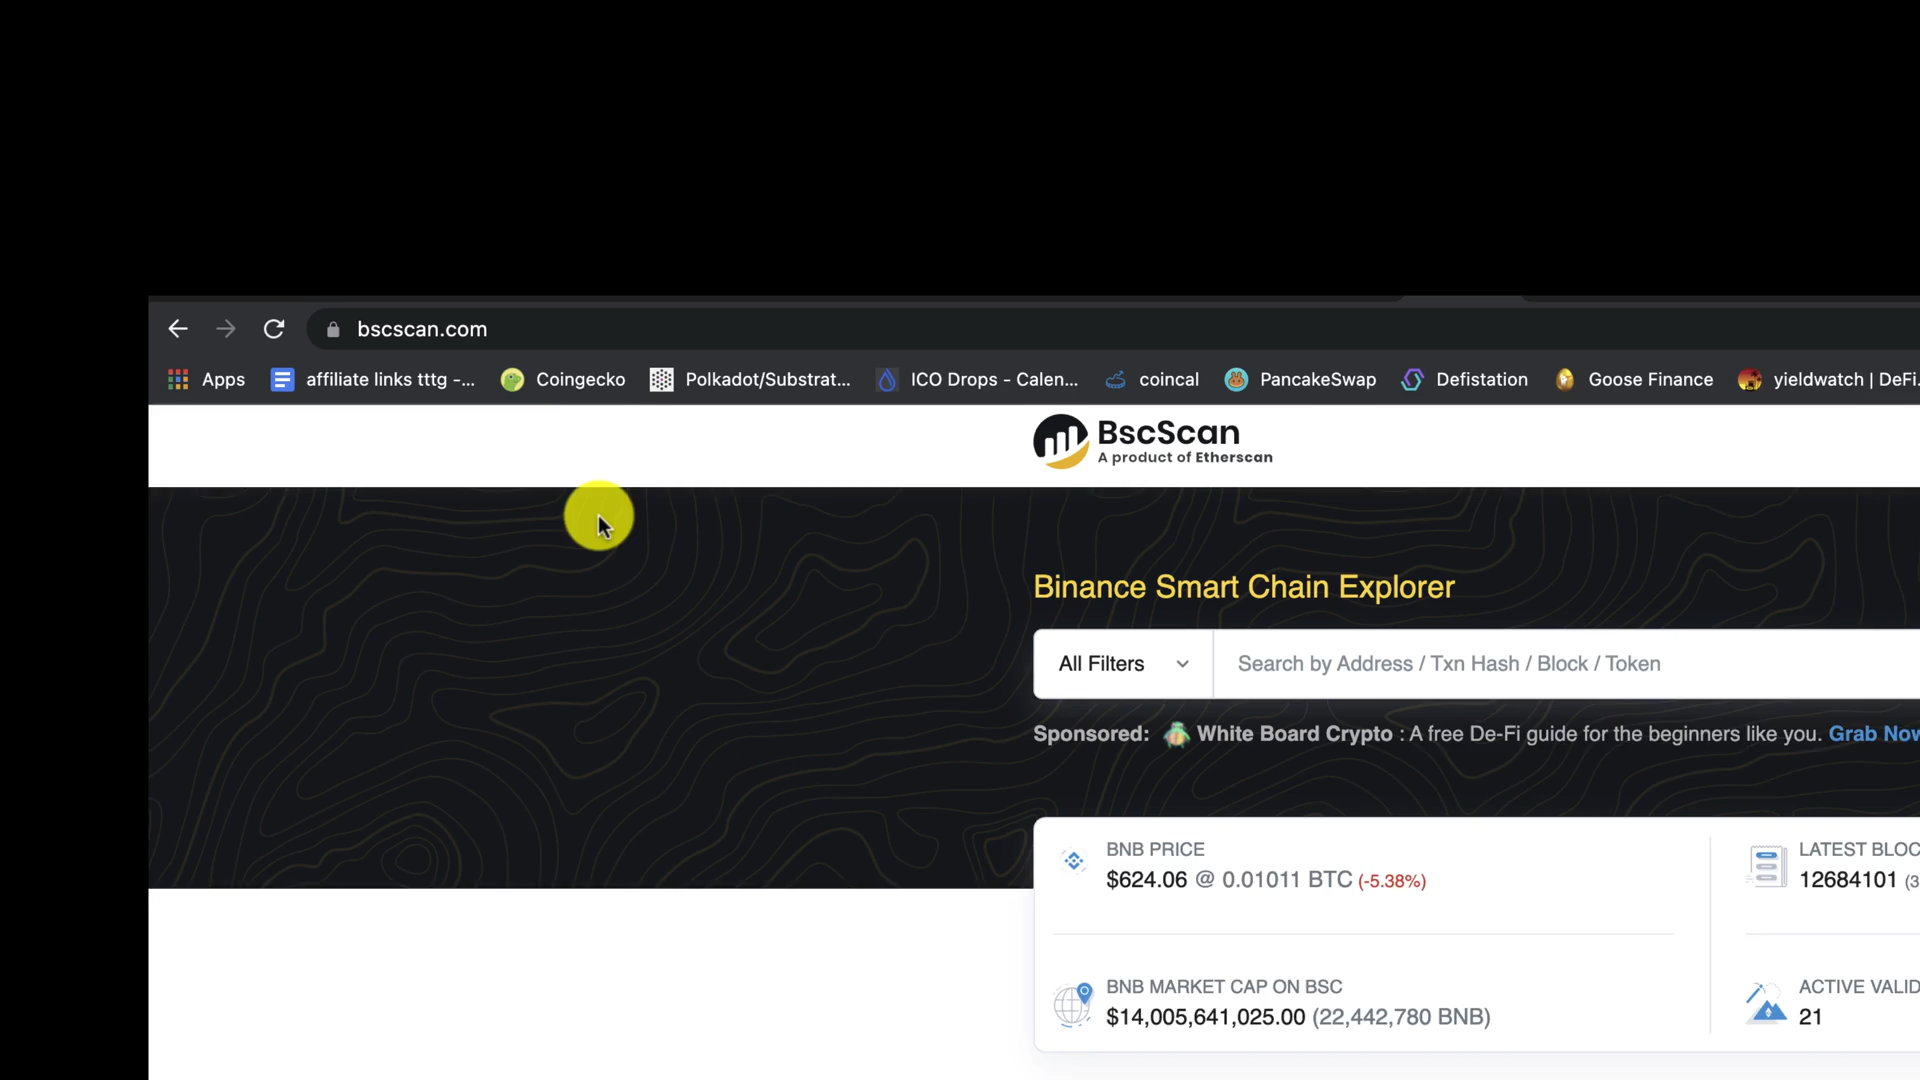 bscscan.com
Apps affiliate links tttg -... Coingecko Polkadot/Substrat... ICO Drops - Calen... coincal PancakeSwap Defistation Goose Finance yieldwatch | DeFi.
BscScan
A product of Etherscan
Binance Smart Chain Explorer
All Filters Search by Address / Txn Hash / Block / Token
Sponsored: White Board Crypto : A free De-Fi guide for the beginners like you. Grab Now
BNB PRICE
$624.06 @ 0.01011 BTC (-5.38%)
LATEST BLOC
12684101 (3
BNB MARKET CAP ON BSC
$14,005,641,025.00 (22,442,780 BNB)
ACTIVE VALID
21